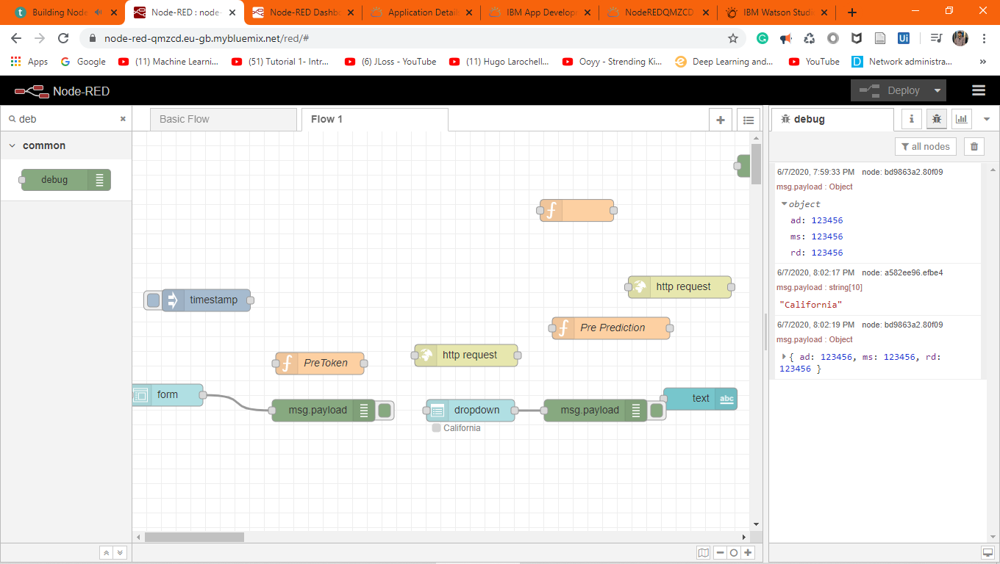 Building Node
Node-RED : node-
Node-RED Dashb
Application Detail
IBM App Develop
NodeREDQMZCD
IBM Watson Stud
node-red-qmzcd.eu-gb.mybluemix.net/red/#
Apps
Google
(11) Machine Learni...
(51) Tutorial 1- Intr...
(6) JLoss - YouTube
(11) Hugo Larochell...
Ooyy - Strending Ki...
Deep Learning and...
YouTube
Network administra...
»
Node-RED
Deploy
deb
Basic Flow
Flow 1
debug
all nodes
common
debug
timestamp
PreToken
form
msg.payload
http request
dropdown
California
msg.payload
Pre Prediction
http request
text
abc
6/7/2020, 7:59:33 PM node: bd9863a2.80f09
msg.payload : Object
object
ad: 123456
ms: 123456
rd: 123456
6/7/2020, 8:02:17 PM node: a582ee96.efbe4
msg.payload : string[10]
"California"
6/7/2020, 8:02:19 PM node: bd9863a2.80f09
msg.payload : Object
{ ad: 123456, ms: 123456, rd:
123456 }